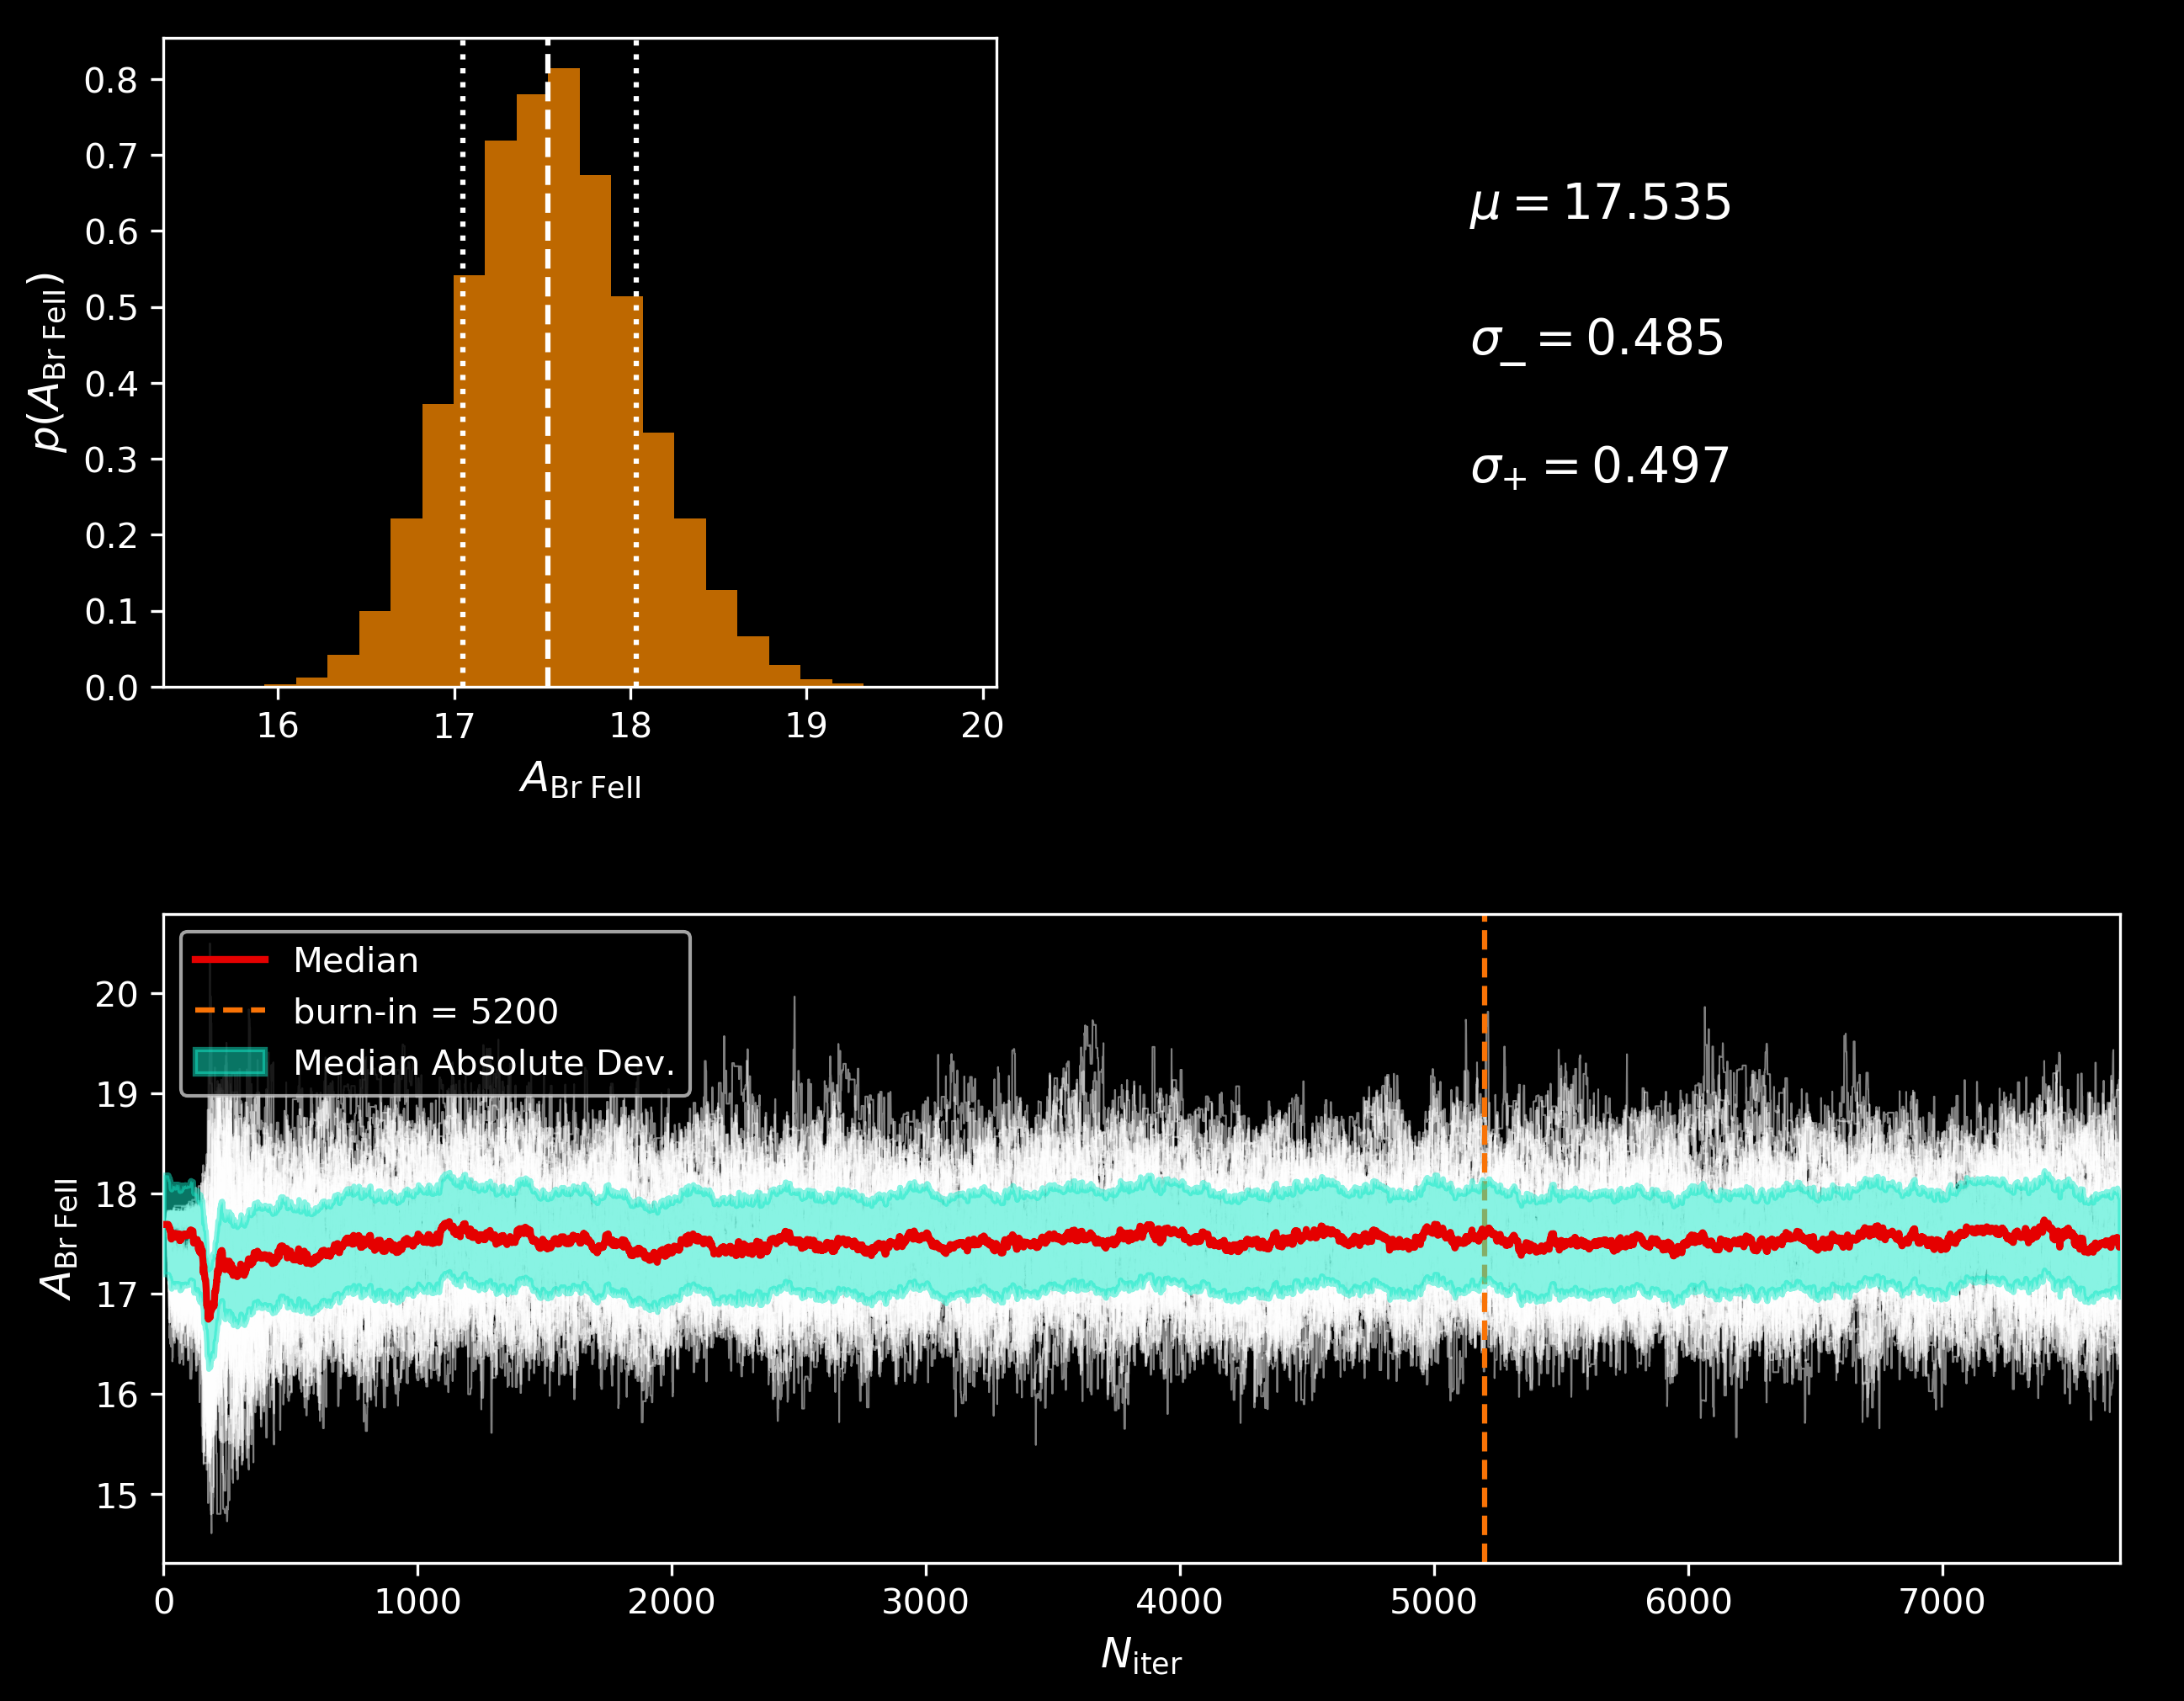 0.8
0.7
0.6
0.5
0.4
0.3
0.2
0.1
0.0
p(A_Br FeII)
16 17 18 19 20
A_Br FeII
μ = 17.535
σ_− = 0.485
σ_+ = 0.497
Median
burn-in = 5200
Median Absolute Dev.
20
19
18
17
16
15
A_Br FeII
0 1000 2000 3000 4000 5000 6000 7000
N_iter